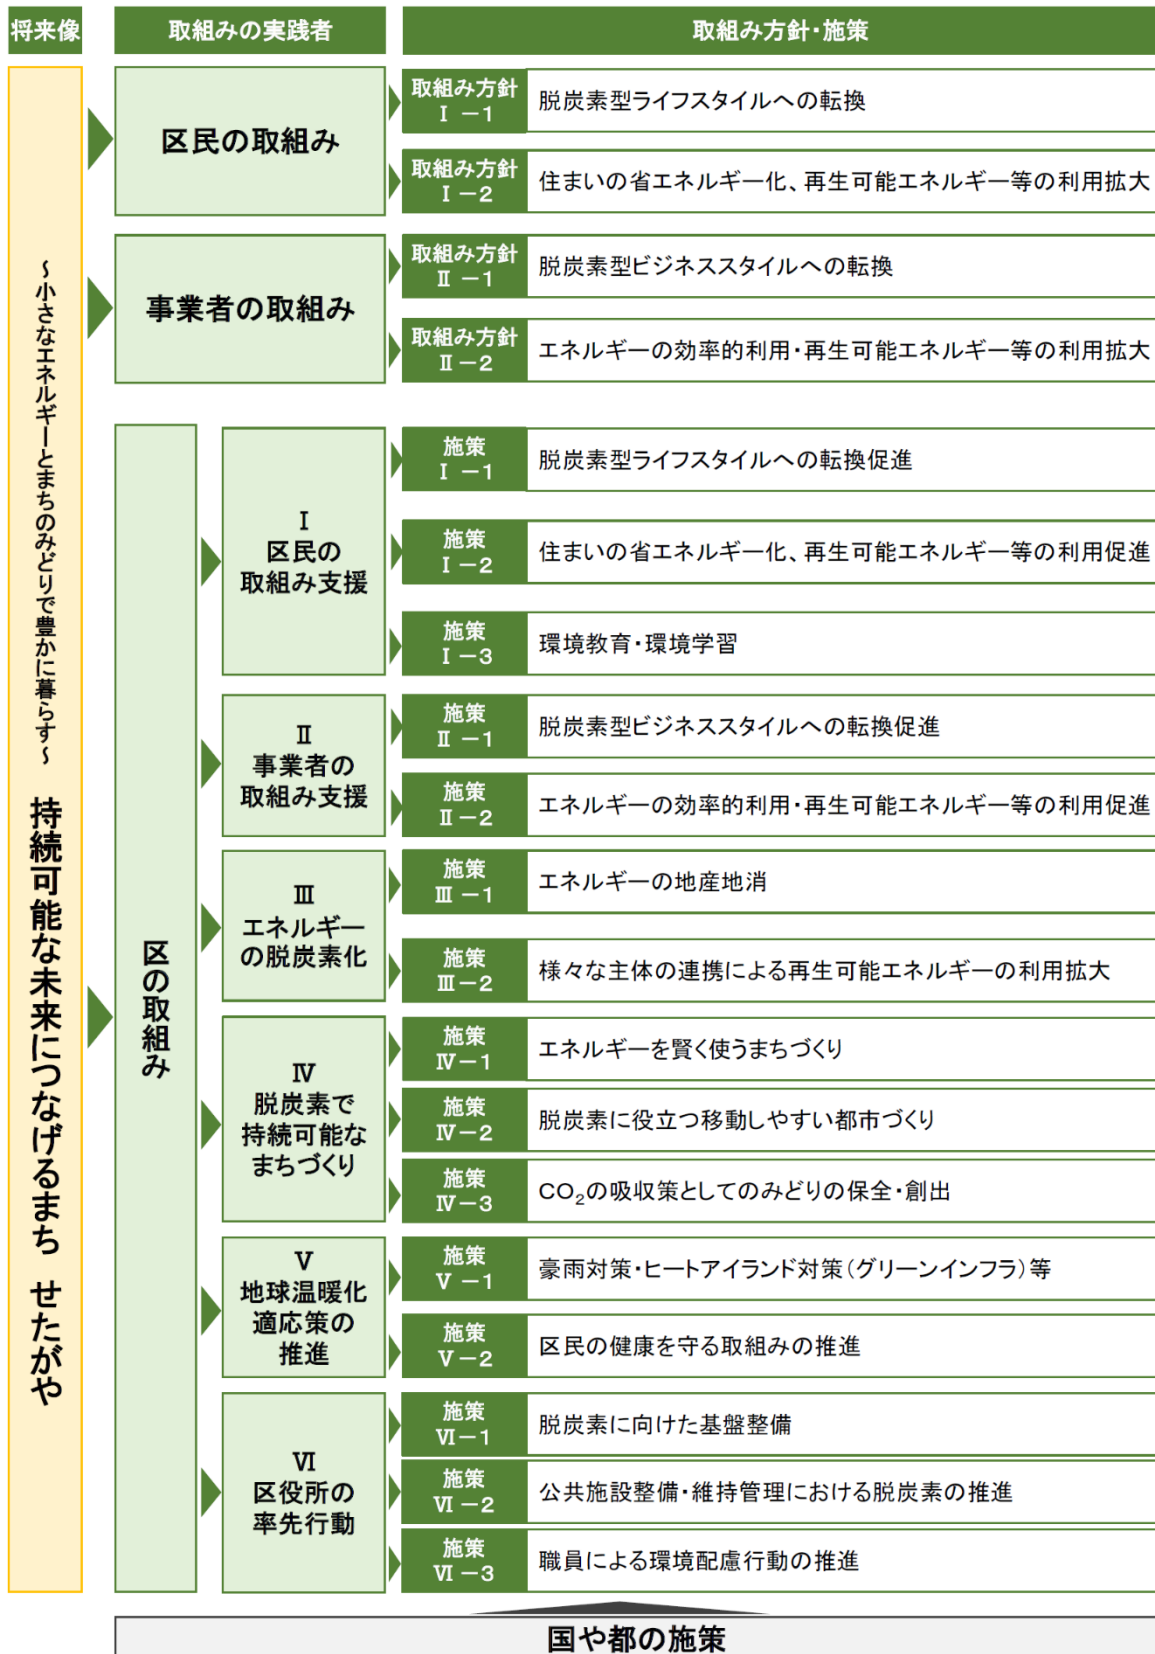 将来像
取組みの実践者
取組み方針・施策
～小さなエネルギーとまちのみどりで豊かに暮らす～
持続可能な未来につなげるまち せたがや
区民の取組み
取組み方針
Ⅰ－1
脱炭素型ライフスタイルへの転換
取組み方針
Ⅰ－2
住まいの省エネルギー化、再生可能エネルギー等の利用拡大
事業者の取組み
取組み方針
Ⅱ－1
脱炭素型ビジネススタイルへの転換
取組み方針
Ⅱ－2
エネルギーの効率的利用・再生可能エネルギー等の利用拡大
区の取組み
Ⅰ
区民の
取組み支援
施策
Ⅰ－1
脱炭素型ライフスタイルへの転換促進
施策
Ⅰ－2
住まいの省エネルギー化、再生可能エネルギー等の利用促進
施策
Ⅰ－3
環境教育・環境学習
Ⅱ
事業者の
取組み支援
施策
Ⅱ－1
脱炭素型ビジネススタイルへの転換促進
施策
Ⅱ－2
エネルギーの効率的利用・再生可能エネルギー等の利用促進
Ⅲ
エネルギー
の脱炭素化
施策
Ⅲ－1
エネルギーの地産地消
施策
Ⅲ－2
様々な主体の連携による再生可能エネルギーの利用拡大
Ⅳ
脱炭素で
持続可能な
まちづくり
施策
Ⅳ－1
エネルギーを賢く使うまちづくり
施策
Ⅳ－2
脱炭素に役立つ移動しやすい都市づくり
施策
Ⅳ－3
CO₂の吸収策としてのみどりの保全・創出
Ⅴ
地球温暖化
適応策の
推進
施策
Ⅴ－1
豪雨対策・ヒートアイランド対策（グリーンインフラ）等
施策
Ⅴ－2
区民の健康を守る取組みの推進
Ⅵ
区役所の
率先行動
施策
Ⅵ－1
脱炭素に向けた基盤整備
施策
Ⅵ－2
公共施設整備・維持管理における脱炭素の推進
施策
Ⅵ－3
職員による環境配慮行動の推進
国や都の施策